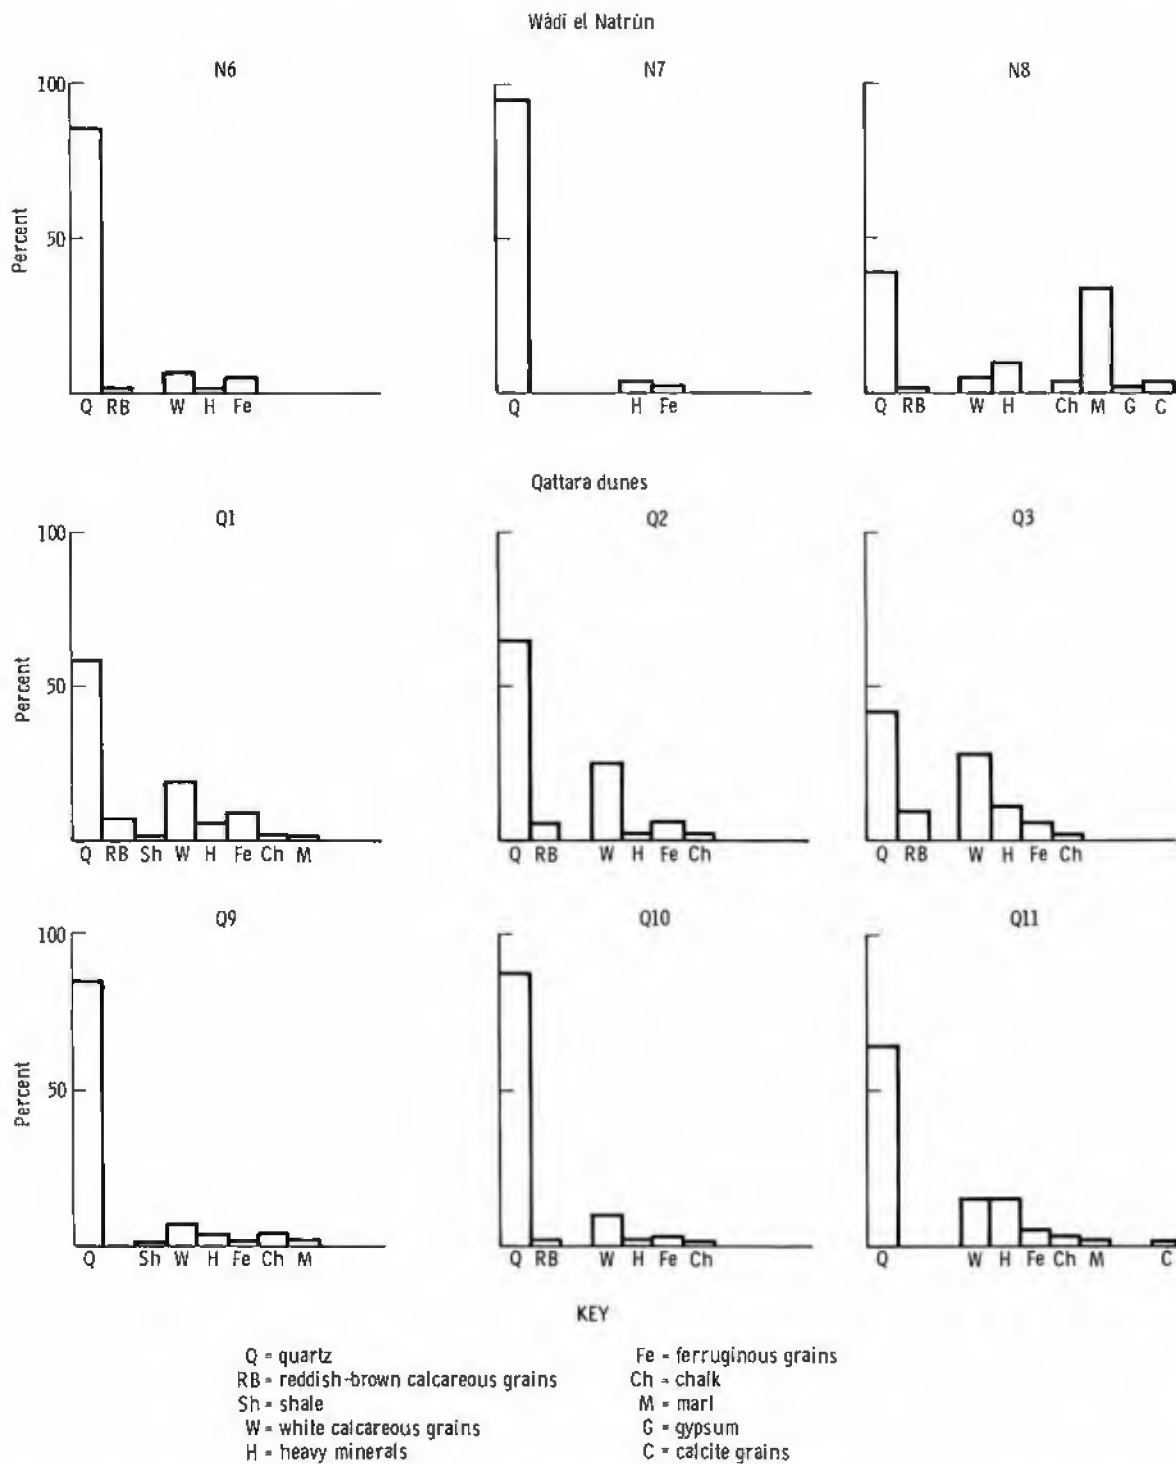 Wâdî el Natrûn
N6 N7 N8
100
50
Percent
Q RB W H Fe Q H Fe Q RB W H Ch M G C
Qattara dunes
Q1 Q2 Q3
100
50
Percent
Q RB Sh W H Fe Ch M Q RB W H Fe Ch Q RB W H Fe Ch
Q9 Q10 Q11
100
50
Percent
Q Sh W H Fe Ch M Q RB W H Fe Ch Q W H Fe Ch M C
KEY
Q = quartz
RB = reddish-brown calcareous grains
Sh = shale
W = white calcareous grains
H = heavy minerals
Fe = ferruginous grains
Ch = chalk
M = marl
G = gypsum
C = calcite grains